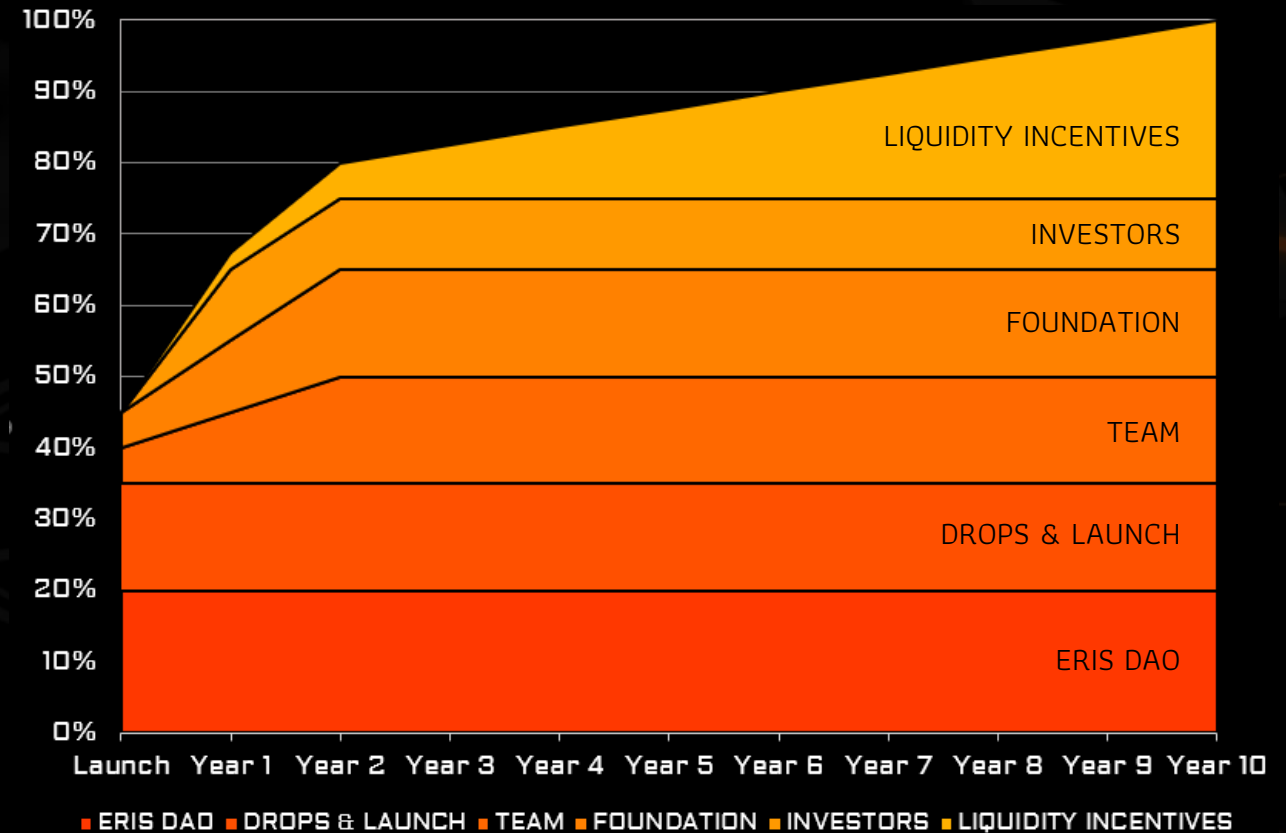 100%
90%
80%
70%
60%
50%
40%
30%
20%
10%
0%
LIQUIDITY INCENTIVES
INVESTORS
FOUNDATION
TEAM
DROPS & LAUNCH
ERIS DAO
Launch Year 1 Year 2 Year 3 Year 4 Year 5 Year 6 Year 7 Year 8 Year 9 Year 10
ERIS DAO DROPS & LAUNCH TEAM FOUNDATION INVESTORS LIQUIDITY INCENTIVES